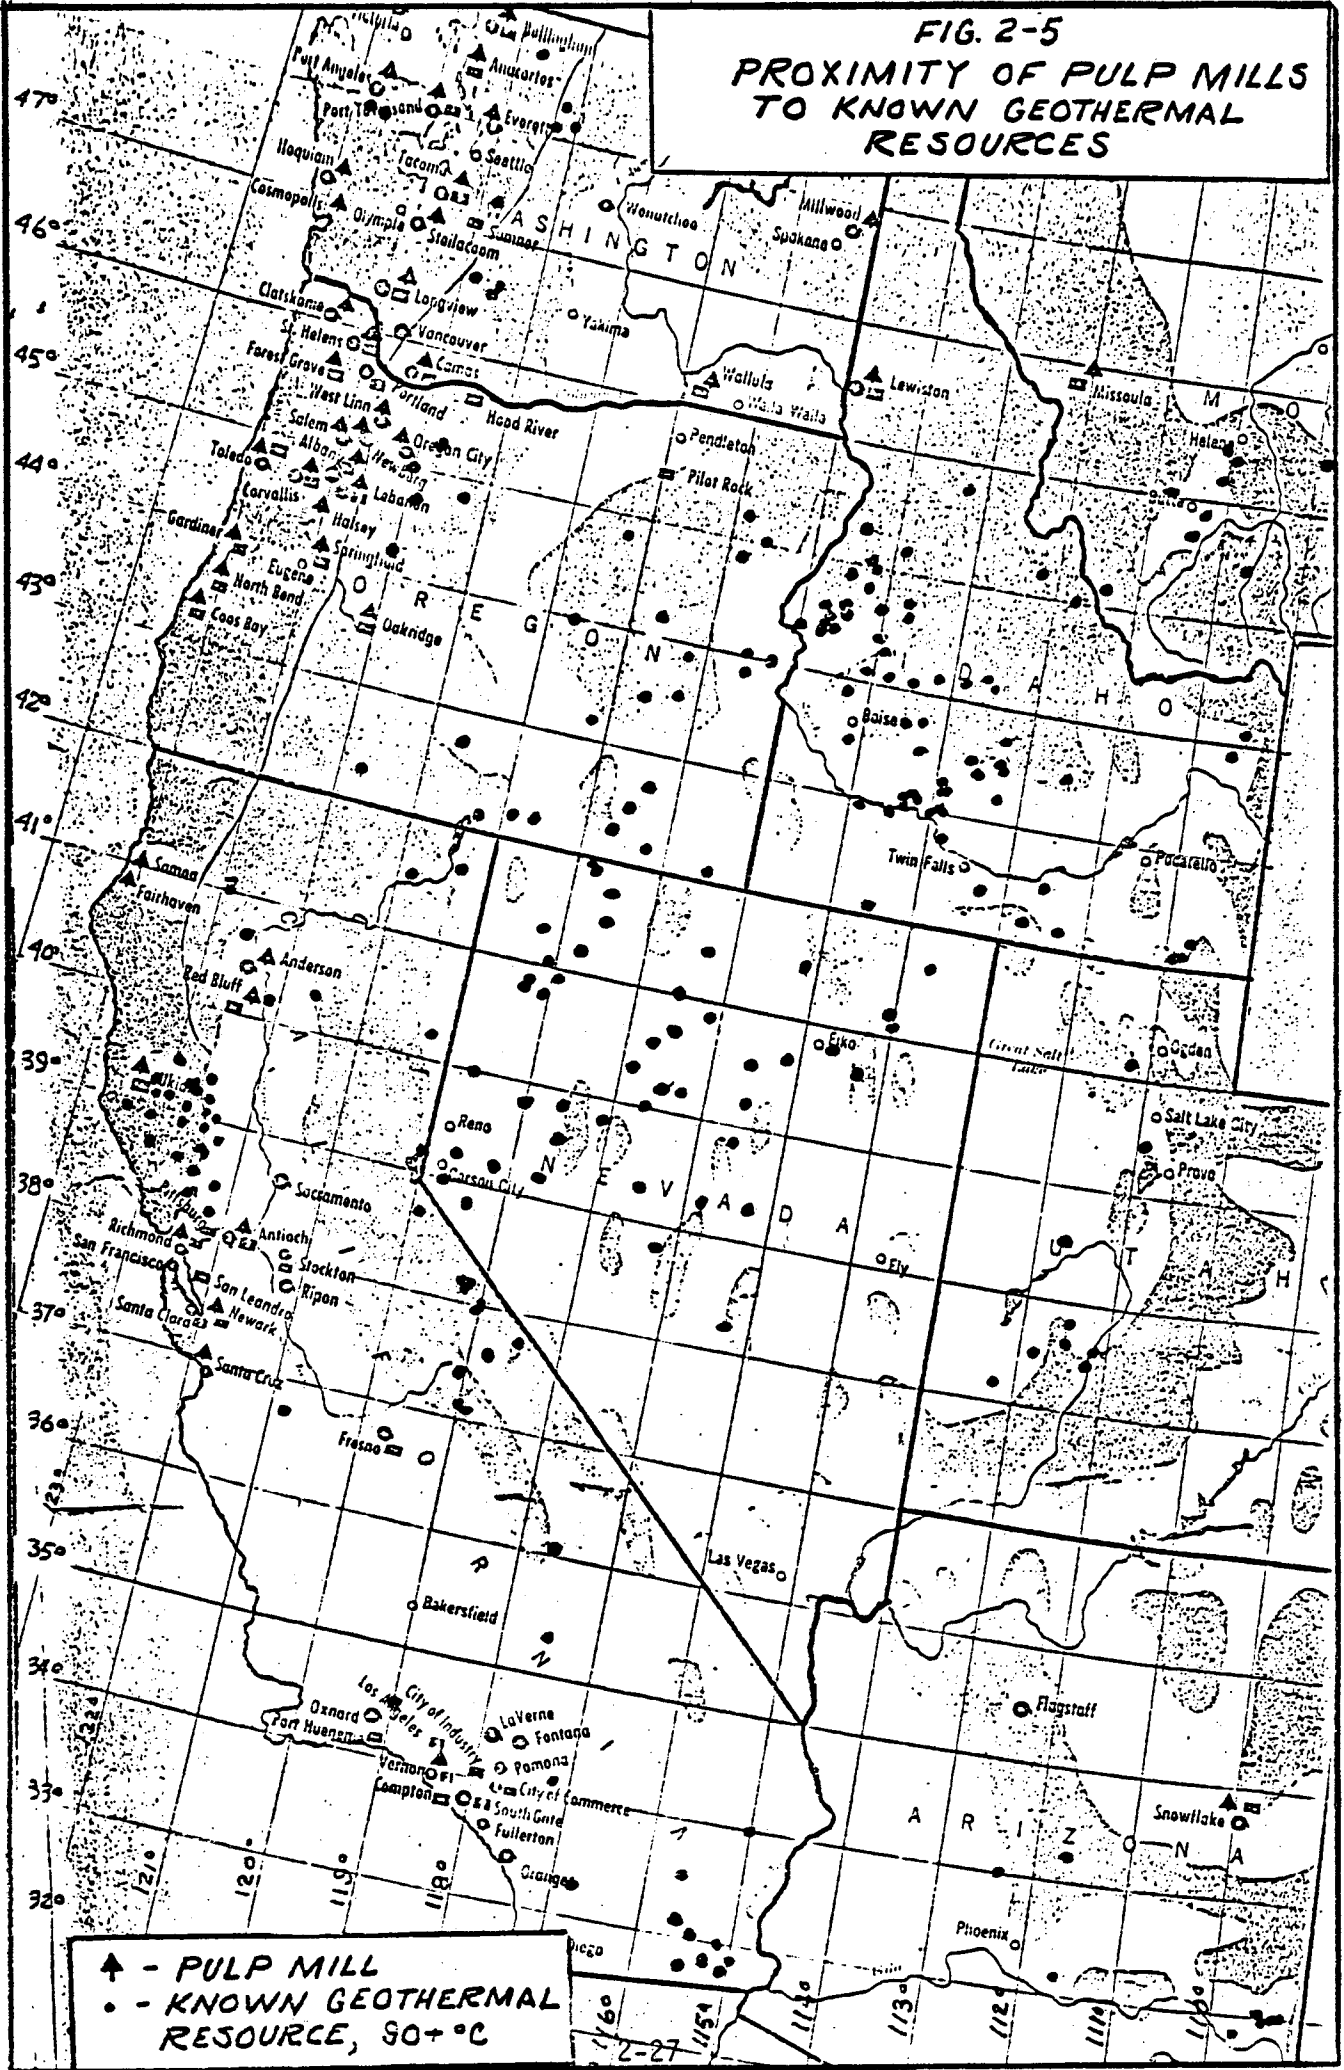 FIG. 2-5
PROXIMITY OF PULP MILLS
TO KNOWN GEOTHERMAL
RESOURCES
Bellingham
Anacortes
Port Angeles
47°
Everett
Hoquiam
Tacoma
Seattle
Cosmopolis
Olympia
Steilacoom
Sumner
Wenatchee
Millwood
Spokane
WASHINGTON
46°
Longview
Clatskanie
Vancouver
Yakima
St. Helens
Camas
45°
Forest Grove
Portland
Wallula
Walla Walla
Lewiston
Missoula
M O
Hood River
West Linn
Salem
Oregon City
Pendleton
Helena
Toledo
Albany
Newburg
44°
Pilot Rock
Lebanon
Corvallis
Halsey
Gardiner
Springfield
Eugene
43°
North Bend
OREGON
Coos Bay
Oakridge
IDAHO
42°
Boise
41°
Samoa
Fairhaven
Twin Falls
Pocatello
40°
Anderson
Red Bluff
39°
Elko
Great Salt Lake
Ogden
Ukiah
Reno
Salt Lake City
Carson City
Provo
NEVADA
38°
Sacramento
Pittsburg
Richmond
Antioch
San Francisco
Stockton
Ely
UTAH
San Leandro
Ripon
37°
Santa Clara
Newark
Santa Cruz
36°
Fresno
123°
35°
Las Vegas
Bakersfield
34°
Los Angeles
City of Industry
Oxnard
Port Hueneme
LaVerne
Fontana
Flagstaff
122°
Vernon
Pomona
33°
Compton
City of Commerce
South Gate
Fullerton
ARIZONA
Snowflake
Orange
32°
121°
120°
119°
118°
Phoenix
Diego
116°
115°
114°
113°
112°
111°
110°
- PULP MILL
- KNOWN GEOTHERMAL
RESOURCE, 90+°C
2-27